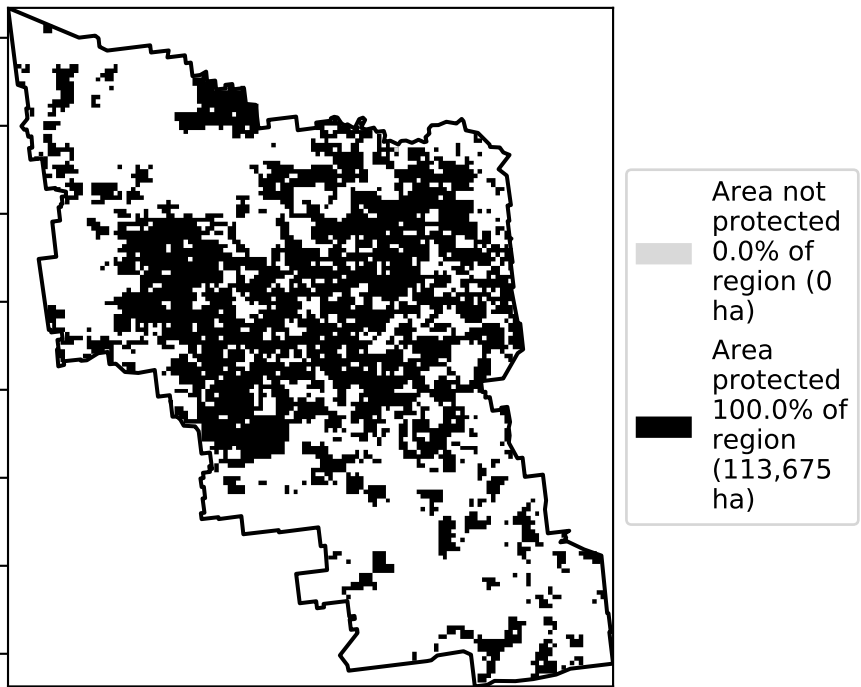 Area not
protected
0.0% of
region (0
ha)
Area
protected
100.0% of
region
(113,675
ha)